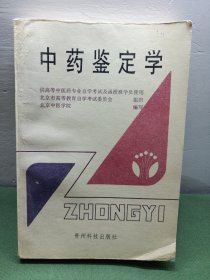 中药鉴定学
供高等中医药专业自学考试及函授班学员使用
北京市高等教育自学考试委员会 组织
北京中医学院 编写
ZHONGYI
贵州科技出版社